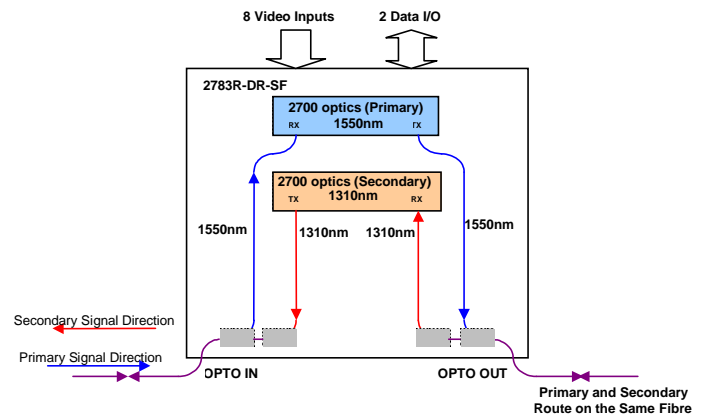 8 Video Inputs
2 Data I/O
2783R-DR-SF
2700 optics (Primary)
RX
1550nm
TX
2700 optics (Secondary)
1310nm
TX
RX
1550nm
1310nm
1310nm
1550nm
Secondary Signal Direction
Primary Signal Direction
OPTO IN
OPTO OUT
Primary and Secondary
Route on the Same Fibre